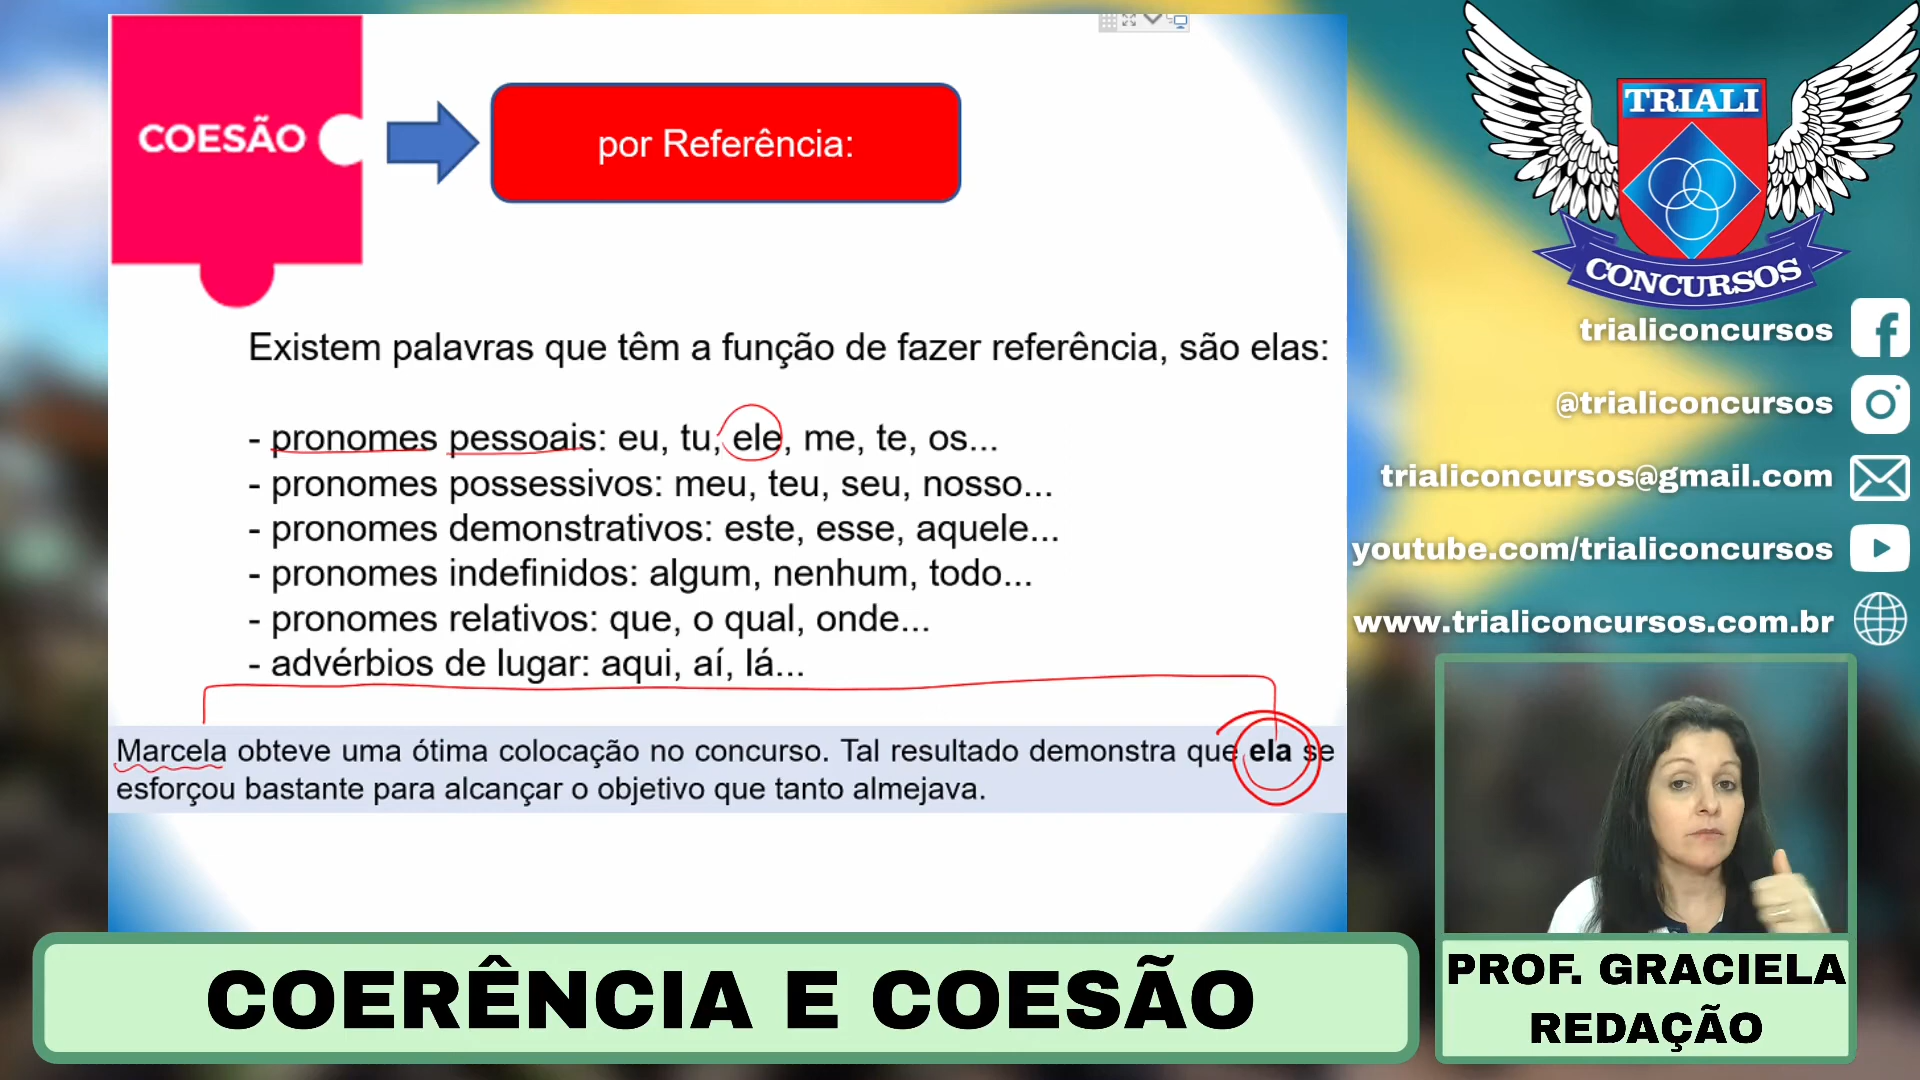 COESÃO
por Referência:
Existem palavras que têm a função de fazer referência, são elas:
- pronomes pessoais: eu, tu, ele, me, te, os...
- pronomes possessivos: meu, teu, seu, nosso...
- pronomes demonstrativos: este, esse, aquele...
- pronomes indefinidos: algum, nenhum, todo...
- pronomes relativos: que, o qual, onde...
- advérbios de lugar: aqui, aí, lá...
Marcela obteve uma ótima colocação no concurso. Tal resultado demonstra que ela se
esforçou bastante para alcançar o objetivo que tanto almejava.
COERÊNCIA E COESÃO
TRIALI
CONCURSOS
trialiconcursos
@trialiconcursos
trialiconcursos@gmail.com
youtube.com/trialiconcursos
www.trialiconcursos.com.br
PROF. GRACIELA
REDAÇÃO